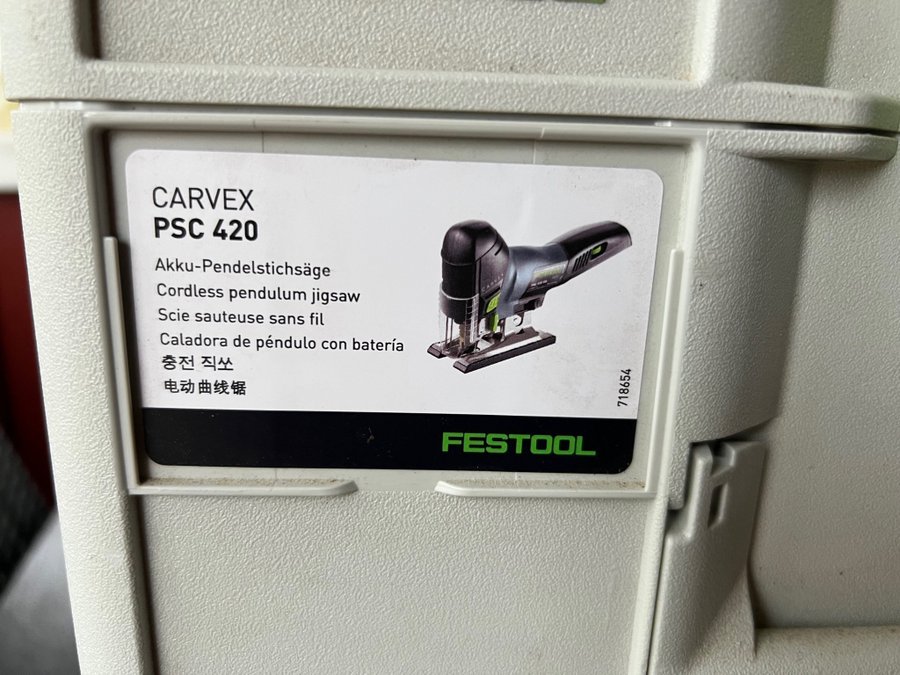 CARVEX
PSC 420
Akku-Pendelstichsäge
Cordless pendulum jigsaw
Scie sauteuse sans fil
Caladora de péndulo con batería
충전 직쏘
电动曲线锯
718654
FESTOOL